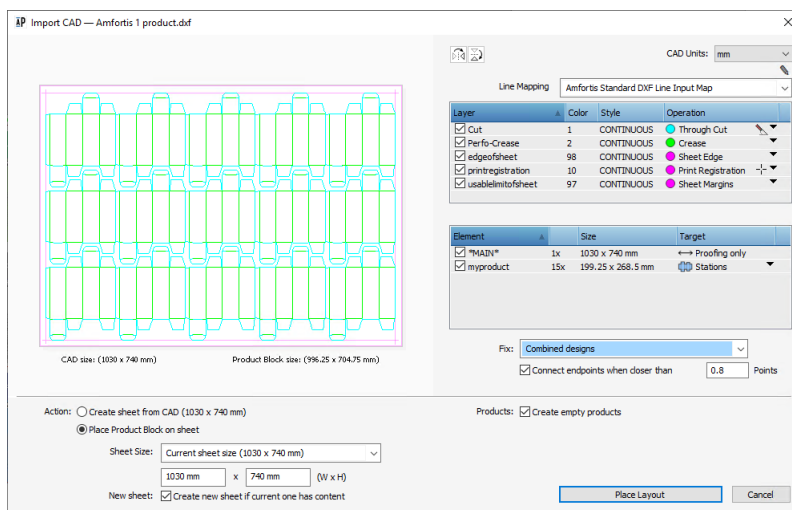 Import CAD — Amfortis 1 product.dxf
CAD Units: mm
Line Mapping Amfortis Standard DXF Line Input Map
Layer Color Style Operation
Cut 1 CONTINUOUS Through Cut
Perfo-Crease 2 CONTINUOUS Crease
edgeofsheet 98 CONTINUOUS Sheet Edge
printregistration 10 CONTINUOUS Print Registration
usablelimitofsheet 97 CONTINUOUS Sheet Margins
Element Size Target
*MAIN* 1x 1030 x 740 mm Proofing only
myproduct 15x 199.25 x 268.5 mm Stations
CAD size: (1030 x 740 mm) Product Block size: (996.25 x 704.75 mm)
Fix: Combined designs
Connect endpoints when closer than 0.8 Points
Action: Create sheet from CAD (1030 x 740 mm)
Place Product Block on sheet
Sheet Size: Current sheet size (1030 x 740 mm)
1030 mm x 740 mm (W x H)
New sheet: Create new sheet if current one has content
Products: Create empty products
Place Layout Cancel